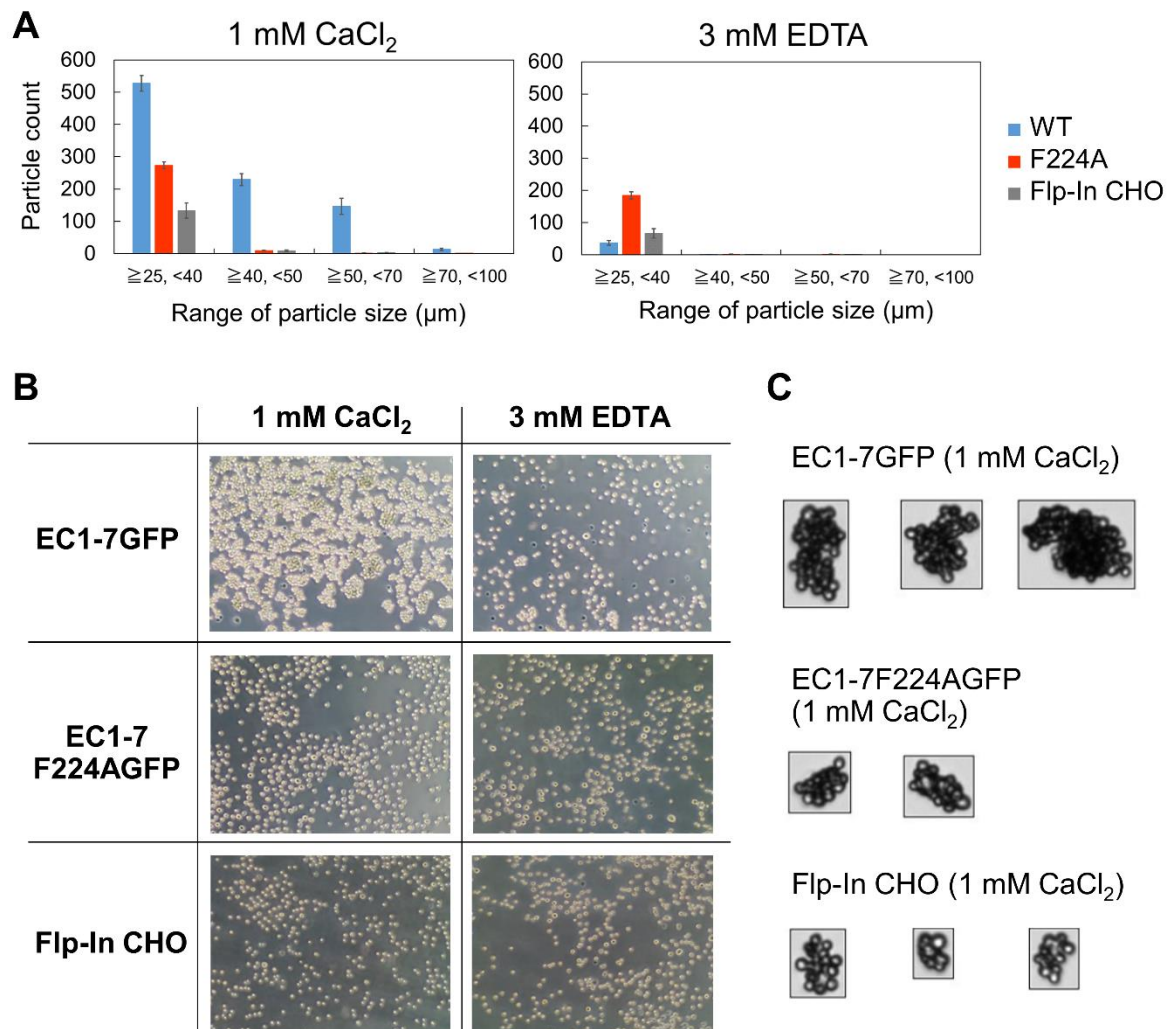 A
1 mM CaCl₂
3 mM EDTA
Particle count
600
500
400
300
200
100
0
≧25, <40
≧40, <50
≧50, <70
≧70, <100
Range of particle size (μm)
600
500
400
300
200
100
0
≧25, <40
≧40, <50
≧50, <70
≧70, <100
Range of particle size (μm)
WT
F224A
Flp-In CHO
B
1 mM CaCl₂
3 mM EDTA
EC1-7GFP
EC1-7
F224AGFP
Flp-In CHO
C
EC1-7GFP (1 mM CaCl₂)
EC1-7F224AGFP
(1 mM CaCl₂)
Flp-In CHO (1 mM CaCl₂)